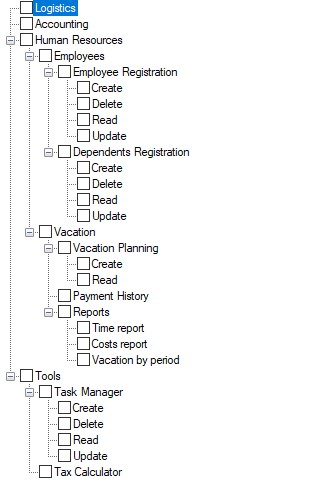 Logistics
Accounting
Human Resources
Employees
Employee Registration
Create
Delete
Read
Update
Dependents Registration
Create
Delete
Read
Update
Vacation
Vacation Planning
Create
Read
Payment History
Reports
Time report
Costs report
Vacation by period
Tools
Task Manager
Create
Delete
Read
Update
Tax Calculator